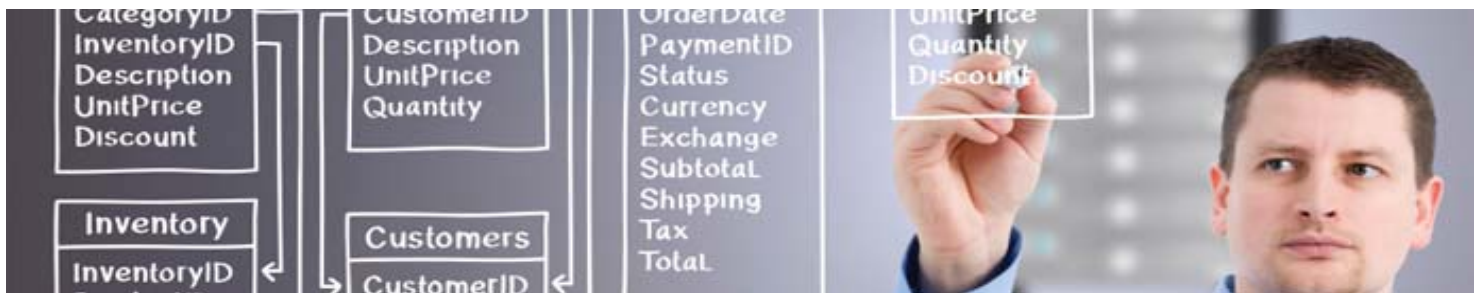 CategoryID
InventoryID
Description
UnitPrice
Discount
Inventory
InventoryID
CustomerID
Description
UnitPrice
Quantity
Customers
CustomerID
OrderDate
PaymentID
Status
Currency
Exchange
Subtotal
Shipping
Tax
Total
UnitPrice
Quantity
Discount